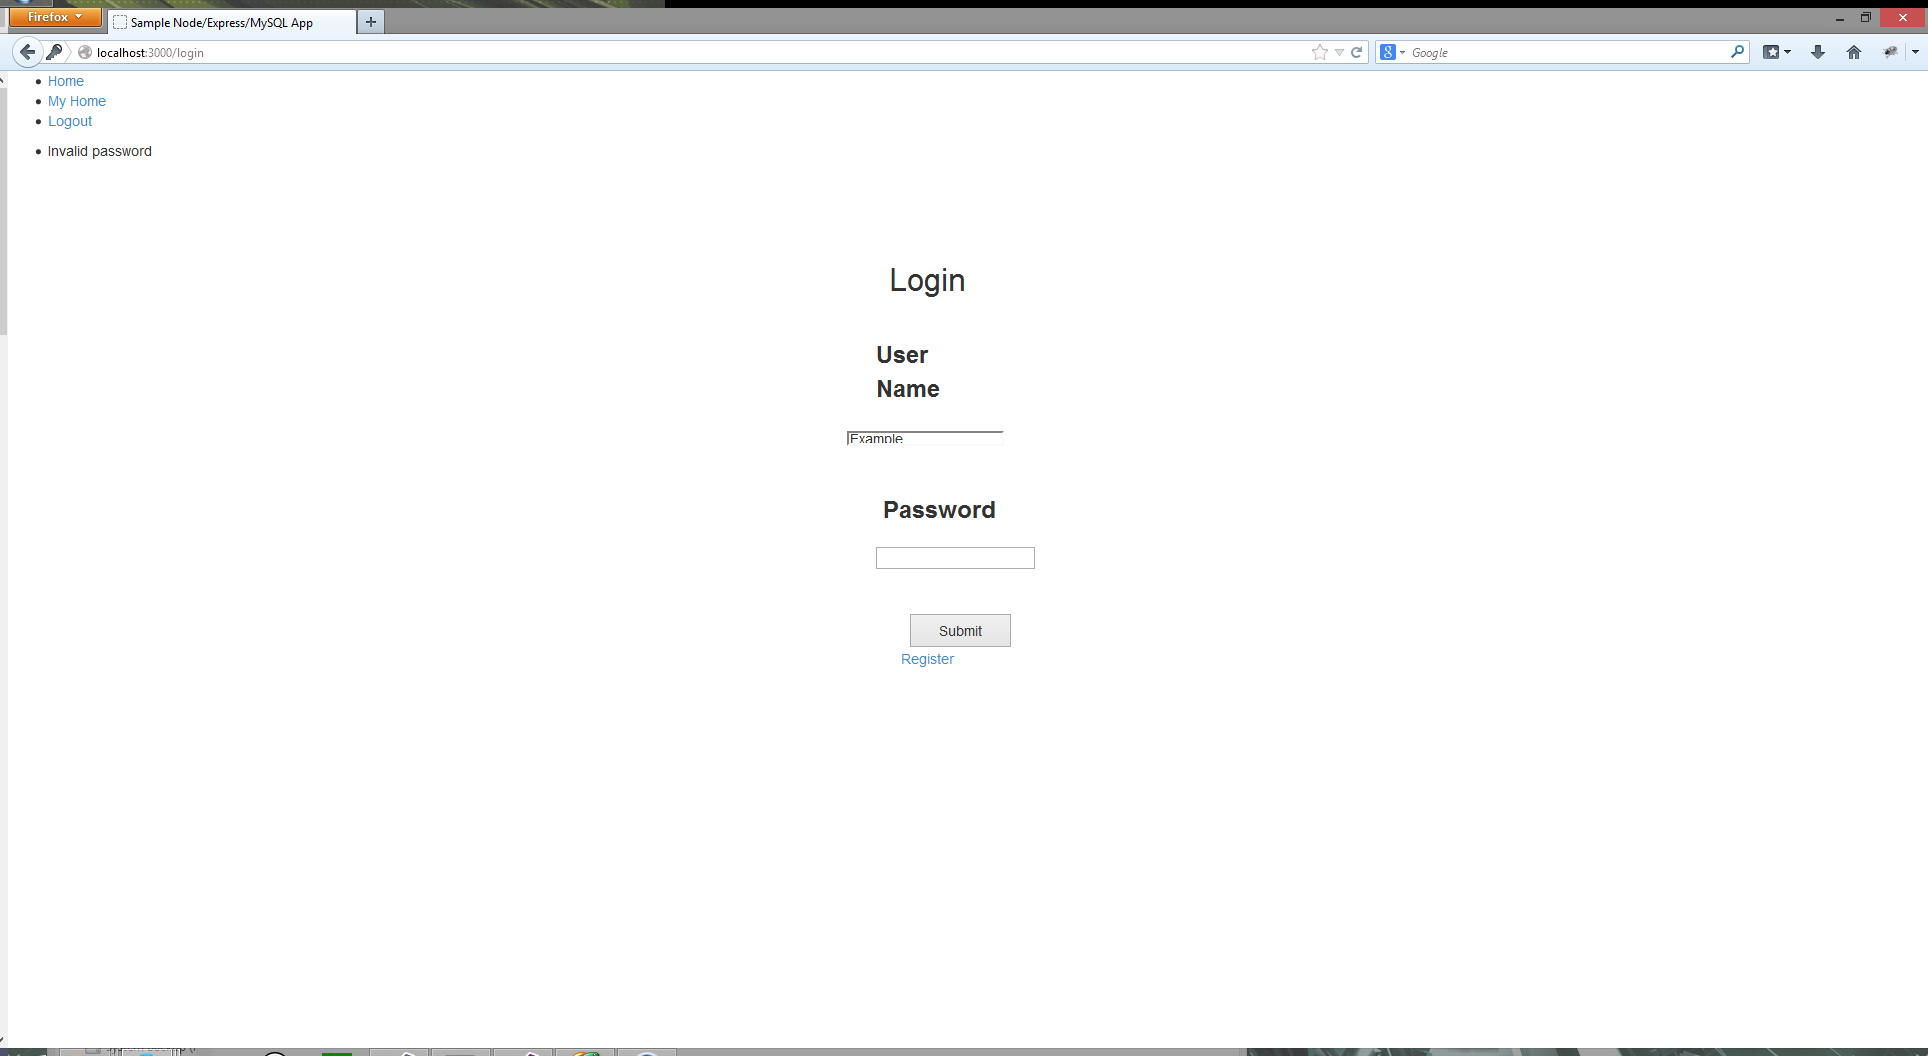 Firefox
Sample Node/Express/MySQL App
localhost:3000/login
Google
Home
My Home
Logout
Invalid password
Login
User
Name
Example
Password
Submit
Register